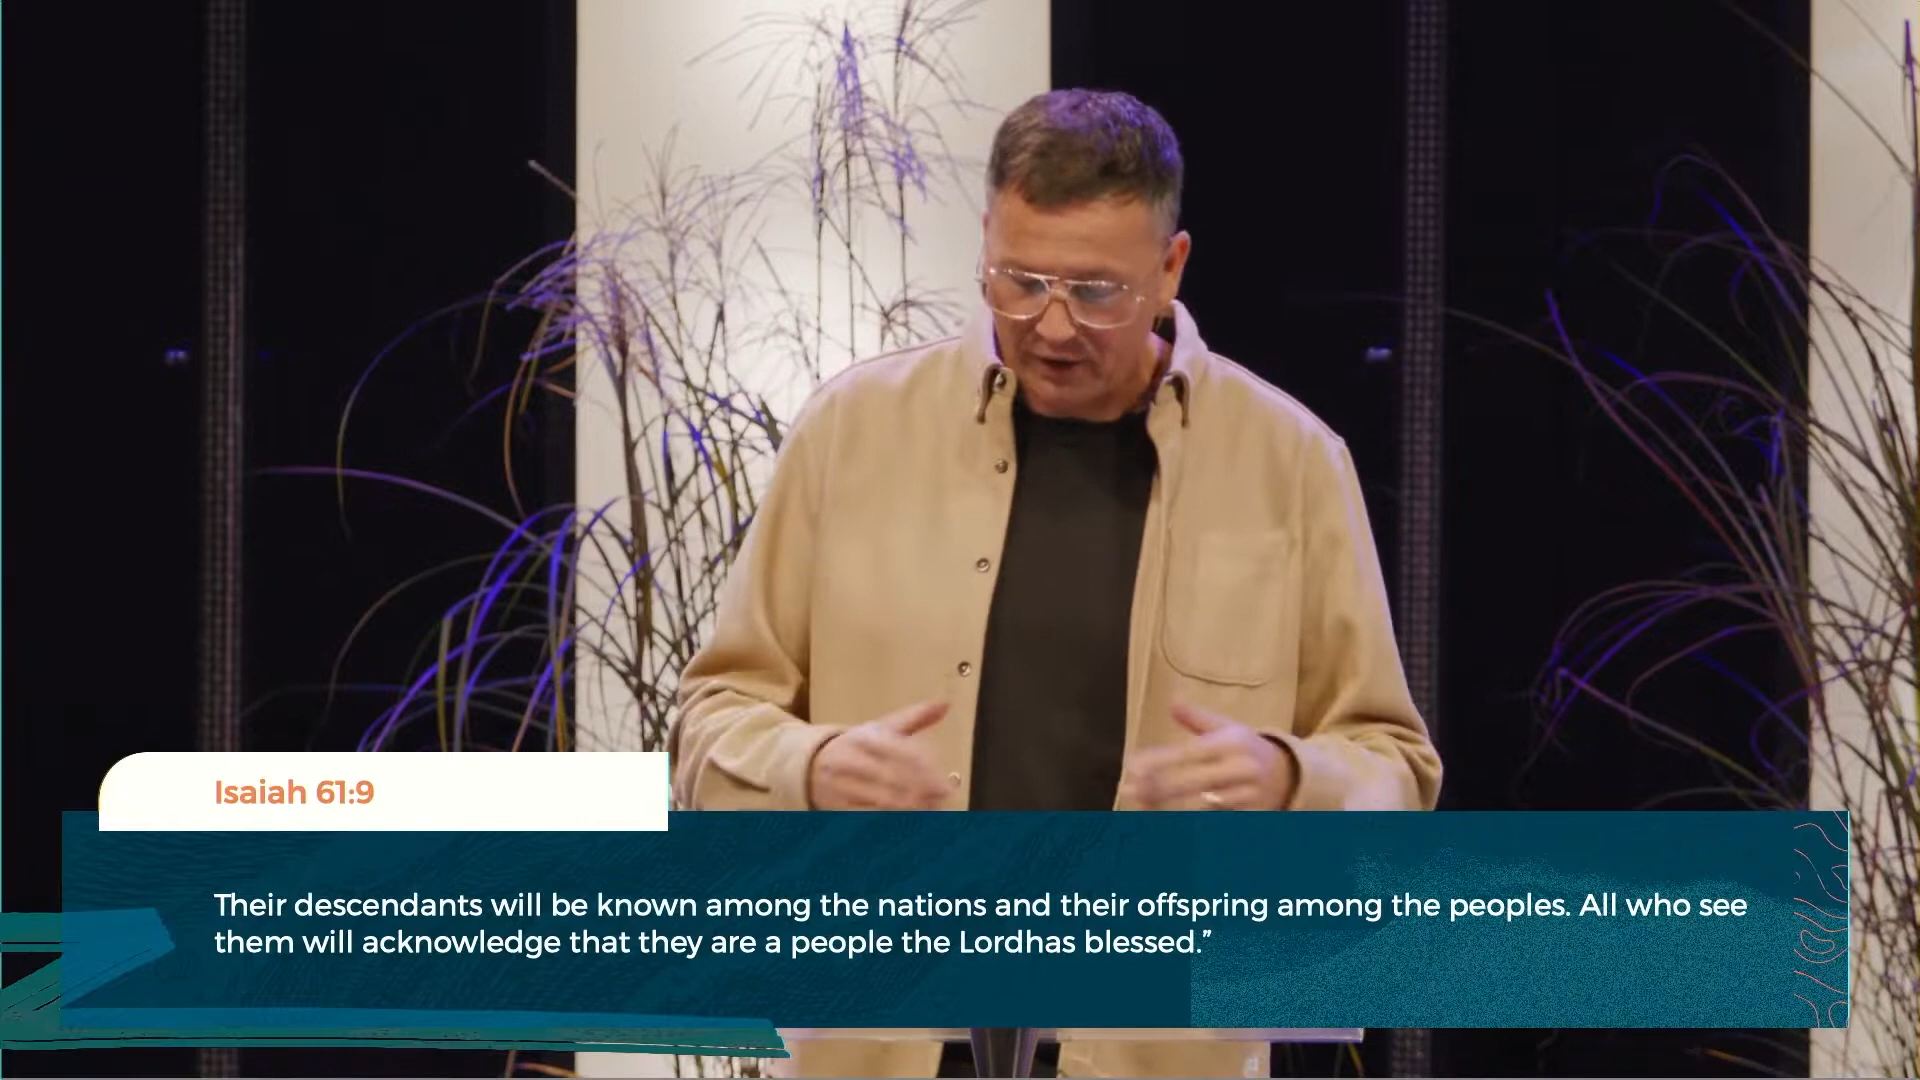 Isaiah 61:9
Their descendants will be known among the nations and their offspring among the peoples. All who see
them will acknowledge that they are a people the Lordhas blessed.”